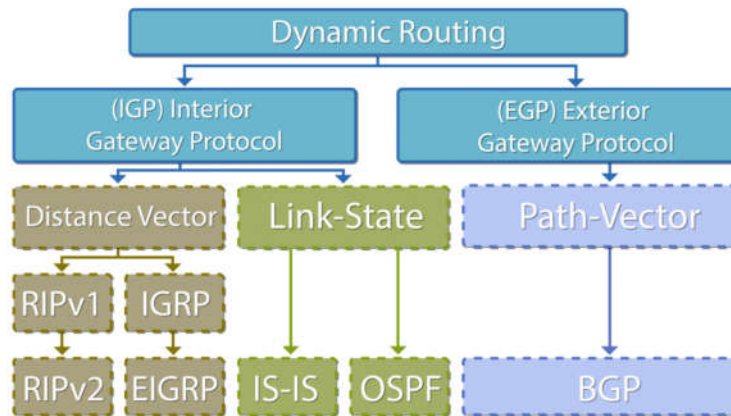 Dynamic Routing
(IGP) Interior
Gateway Protocol
(EGP) Exterior
Gateway Protocol
Distance Vector
Link-State
Path-Vector
RIPv1
IGRP
RIPv2
EIGRP
IS-IS
OSPF
BGP